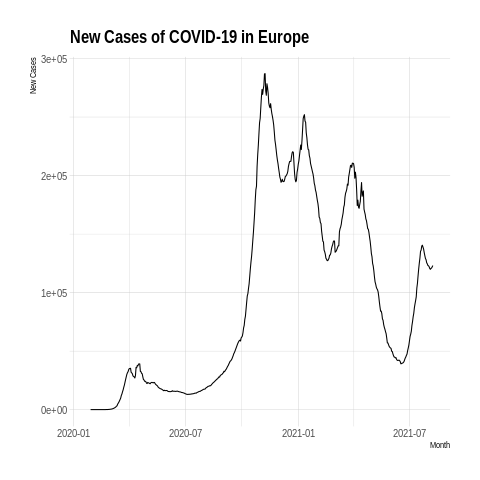 New Cases of COVID-19 in Europe
New Cases
3e+05
2e+05
1e+05
0e+00
2020-01
2020-07
2021-01
2021-07
Month